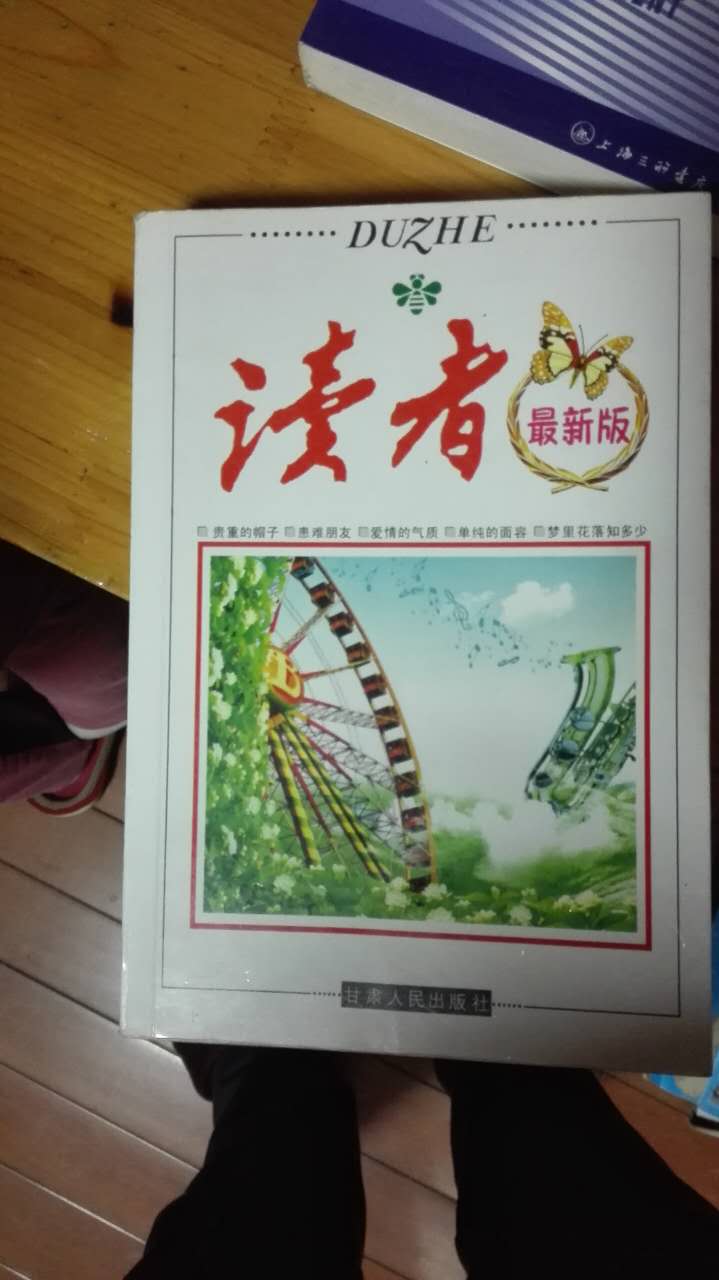 上海三联书店
DUZHE
读者
最新版
贵重的帽子 患难朋友 爱情的气质 单纯的面容 梦里花落知多少
甘肃人民出版社